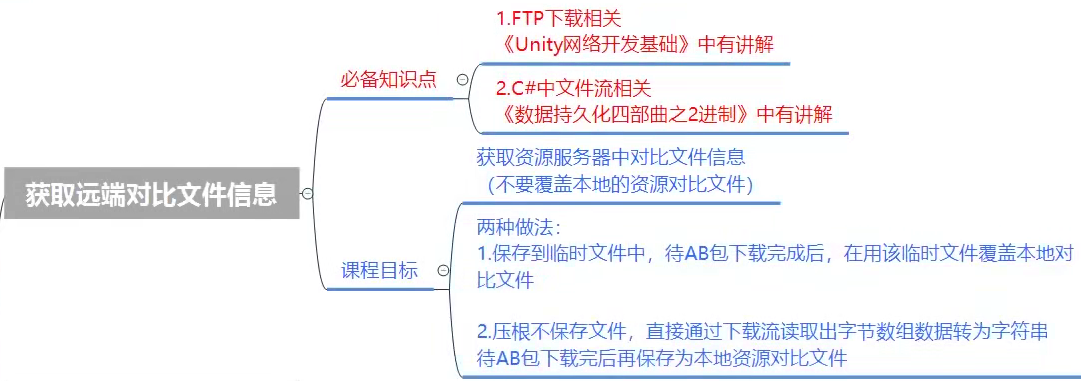 1.FTP下载相关
《Unity网络开发基础》中有讲解
必备知识点
2.C#中文件流相关
《数据持久化四部曲之2进制》中有讲解
获取远端对比文件信息
获取资源服务器中对比文件信息
（不要覆盖本地的资源对比文件）
课程目标
两种做法：
1.保存到临时文件中，待AB包下载完成后，在用该临时文件覆盖本地对
比文件
2.压根不保存文件，直接通过下载流读取出字节数组数据转为字符串
待AB包下载完后再保存为本地资源对比文件